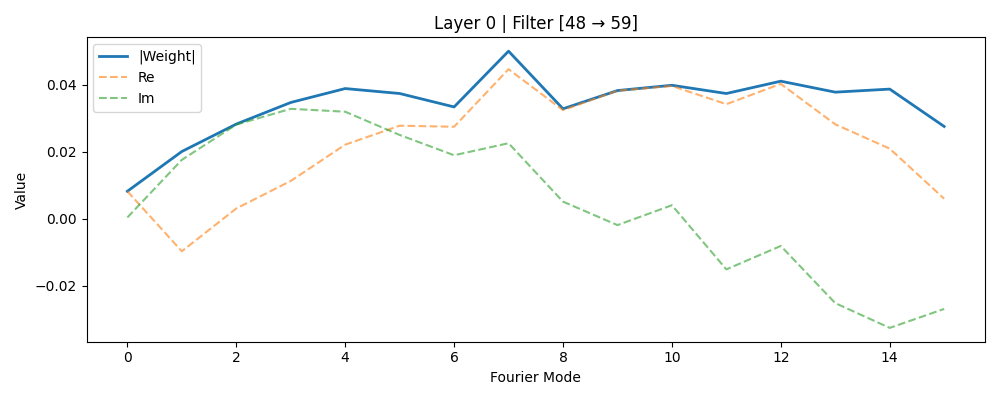 Layer 0 | Filter [48 → 59]
|Weight|
Re
Im
0.04
0.02
0.00
−0.02
Value
0 2 4 6 8 10 12 14
Fourier Mode